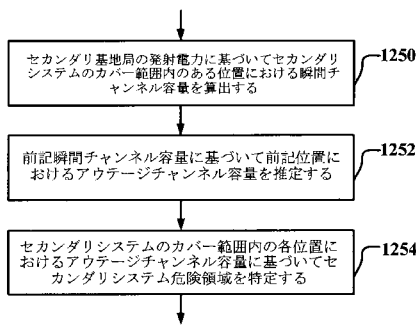 セカンダリ基地局の発射電力に基づいてセカンダリ
システムのカバー範囲内のある位置における瞬間チ
ャンネル容量を算出する
1250
前記瞬間チャンネル容量に基づいて前記位置に
おけるアウテージチャンネル容量を推定する
1252
セカンダリシステムのカバー範囲内の各位置に
おけるアウテージチャンネル容量に基づいてセ
カンダリシステム危険領域を特定する
1254